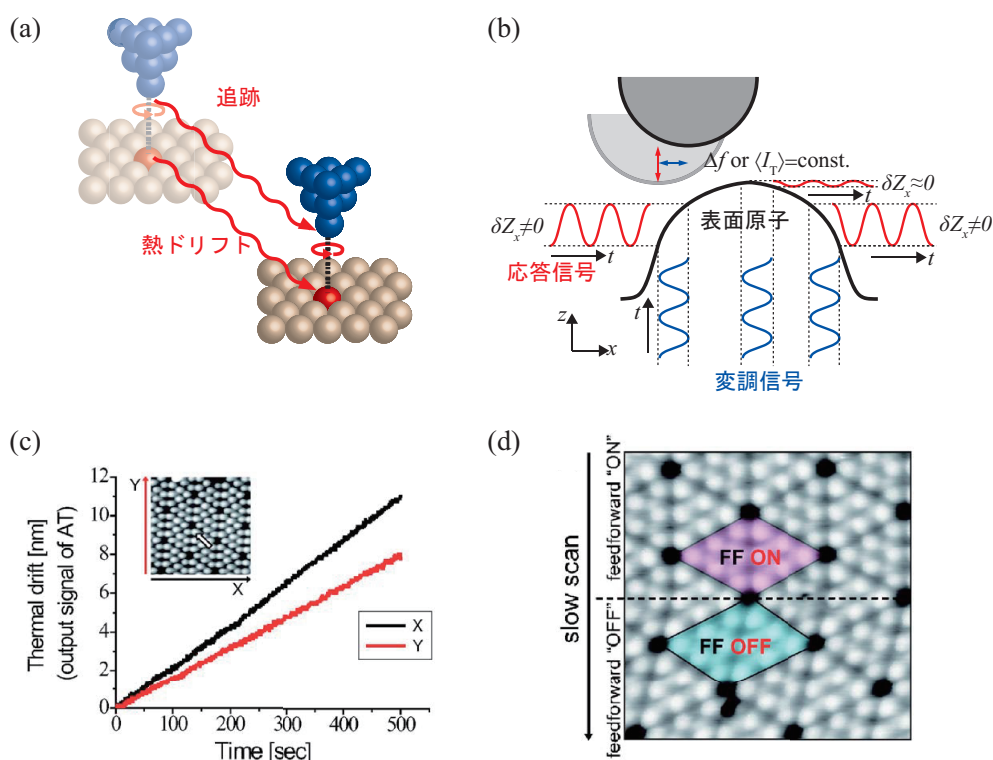 (a)
追跡
熱ドリフト
(b)
Δf or ⟨I_T⟩=const.
δZ_x≈0
t
表面原子
δZ_x≠0
t
応答信号
δZ_x≠0
t
t
z
x
変調信号
(c)
Thermal drift [nm]
(output signal of AT)
12
10
8
6
4
2
0
Y
X
X
Y
0
100
200
300
400
500
Time [sec]
(d)
slow scan
feedforward "ON"
feedforward "OFF"
FF ON
FF OFF